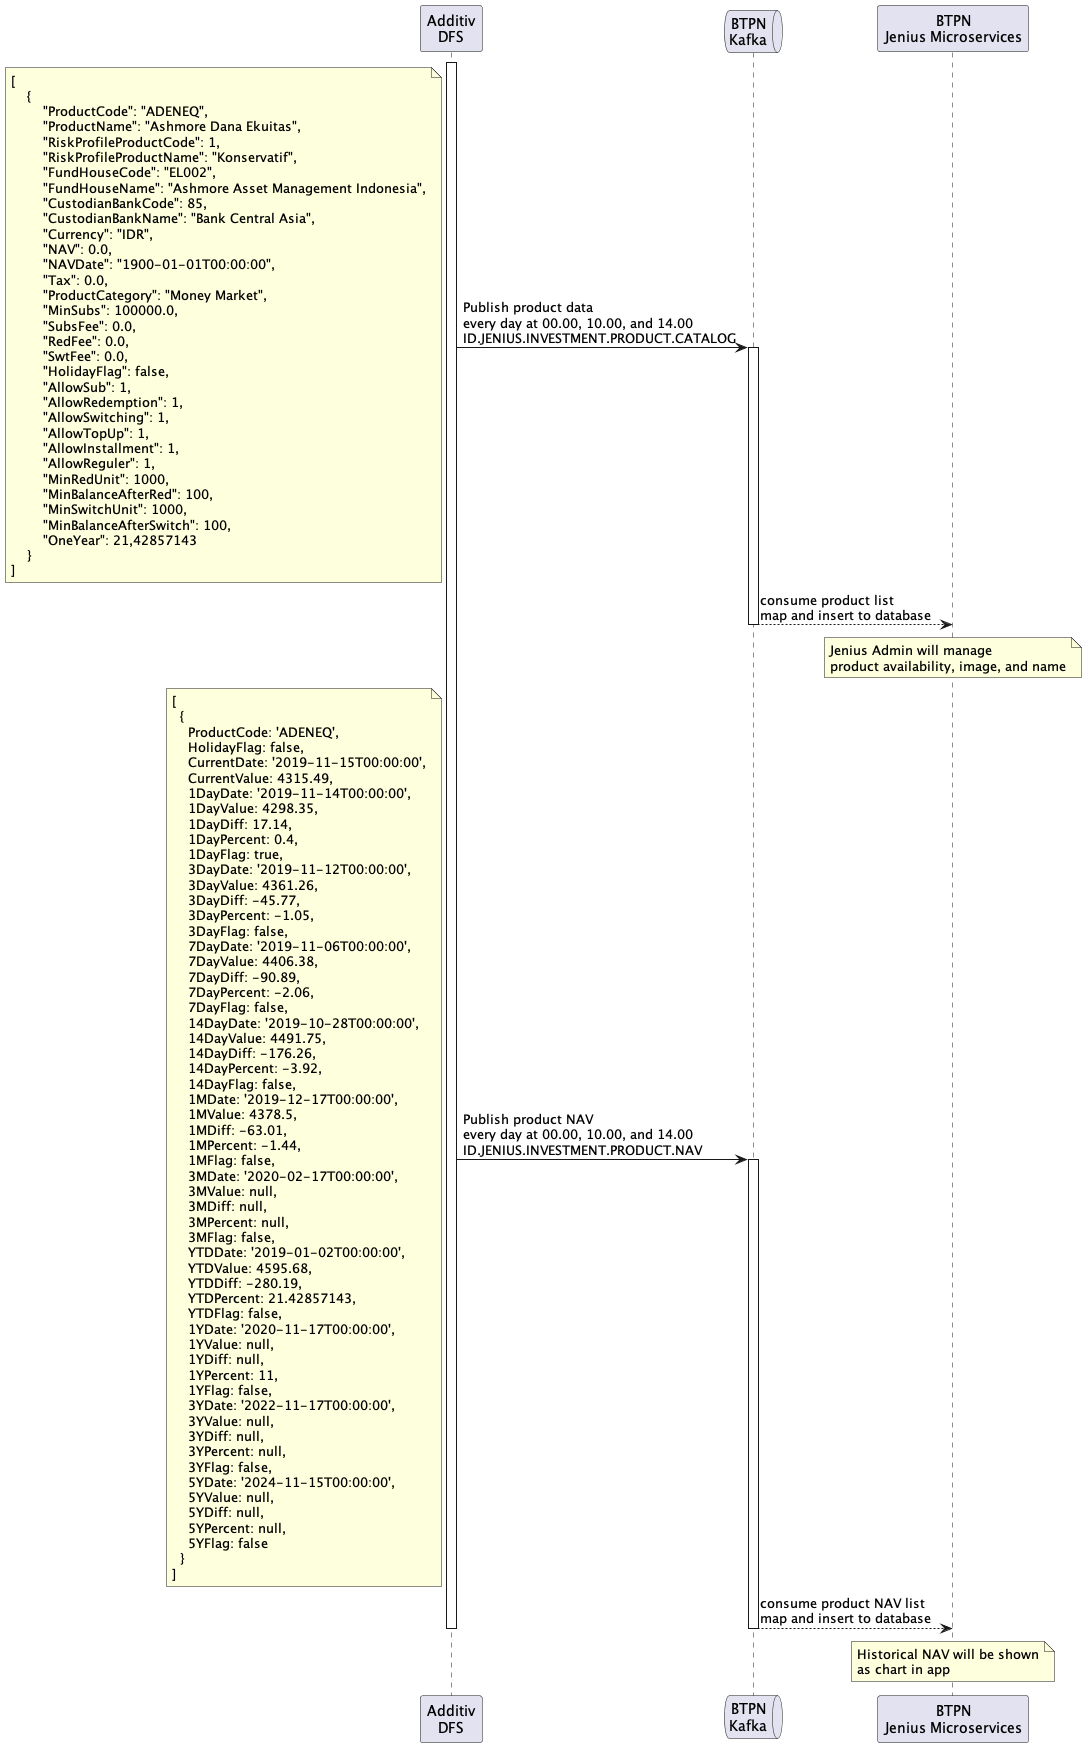 Additiv
DFS
BTPN
Kafka
BTPN
Jenius Microservices
[
{
"ProductCode": "ADENEQ",
"ProductName": "Ashmore Dana Ekuitas",
"RiskProfileProductCode": 1,
"RiskProfileProductName": "Konservatif",
"FundHouseCode": "EL002",
"FundHouseName": "Ashmore Asset Management Indonesia",
"CustodianBankCode": 85,
"CustodianBankName": "Bank Central Asia",
"Currency": "IDR",
"NAV": 0.0,
"NAVDate": "1900-01-01T00:00:00",
"Tax": 0.0,
"ProductCategory": "Money Market",
"MinSubs": 100000.0,
"SubsFee": 0.0,
"RedFee": 0.0,
"SwtFee": 0.0,
"HolidayFlag": false,
"AllowSub": 1,
"AllowRedemption": 1,
"AllowSwitching": 1,
"AllowTopUp": 1,
"AllowInstallment": 1,
"AllowReguler": 1,
"MinRedUnit": 1000,
"MinBalanceAfterRed": 100,
"MinSwitchUnit": 1000,
"MinBalanceAfterSwitch": 100,
"OneYear": 21,42857143
}
]
Publish product data
every day at 00.00, 10.00, and 14.00
ID.JENIUS.INVESTMENT.PRODUCT.CATALOG
consume product list
map and insert to database
Jenius Admin will manage
product availability, image, and name
[
{
ProductCode: 'ADENEQ',
HolidayFlag: false,
CurrentDate: '2019-11-15T00:00:00',
CurrentValue: 4315.49,
1DayDate: '2019-11-14T00:00:00',
1DayValue: 4298.35,
1DayDiff: 17.14,
1DayPercent: 0.4,
1DayFlag: true,
3DayDate: '2019-11-12T00:00:00',
3DayValue: 4361.26,
3DayDiff: -45.77,
3DayPercent: -1.05,
3DayFlag: false,
7DayDate: '2019-11-06T00:00:00',
7DayValue: 4406.38,
7DayDiff: -90.89,
7DayPercent: -2.06,
7DayFlag: false,
14DayDate: '2019-10-28T00:00:00',
14DayValue: 4491.75,
14DayDiff: -176.26,
14DayPercent: -3.92,
14DayFlag: false,
1MDate: '2019-12-17T00:00:00',
1MValue: 4378.5,
1MDiff: -63.01,
1MPercent: -1.44,
1MFlag: false,
3MDate: '2020-02-17T00:00:00',
3MValue: null,
3MDiff: null,
3MPercent: null,
3MFlag: false,
YTDDate: '2019-01-02T00:00:00',
YTDValue: 4595.68,
YTDDiff: -280.19,
YTDPercent: 21.42857143,
YTDFlag: false,
1YDate: '2020-11-17T00:00:00',
1YValue: null,
1YDiff: null,
1YPercent: 11,
1YFlag: false,
3YDate: '2022-11-17T00:00:00',
3YValue: null,
3YDiff: null,
3YPercent: null,
3YFlag: false,
5YDate: '2024-11-15T00:00:00',
5YValue: null,
5YDiff: null,
5YPercent: null,
5YFlag: false
}
]
Publish product NAV
every day at 00.00, 10.00, and 14.00
ID.JENIUS.INVESTMENT.PRODUCT.NAV
consume product NAV list
map and insert to database
Historical NAV will be shown
as chart in app
Additiv
DFS
BTPN
Kafka
BTPN
Jenius Microservices